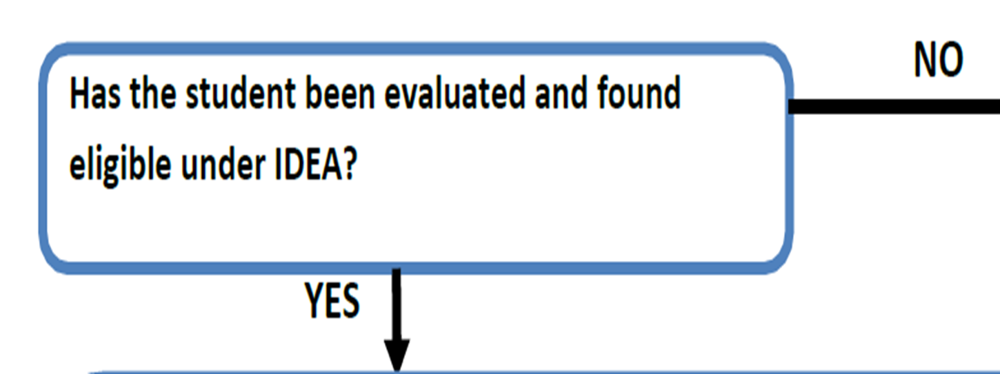 NO
Has the student been evaluated and found
eligible under IDEA?
YES